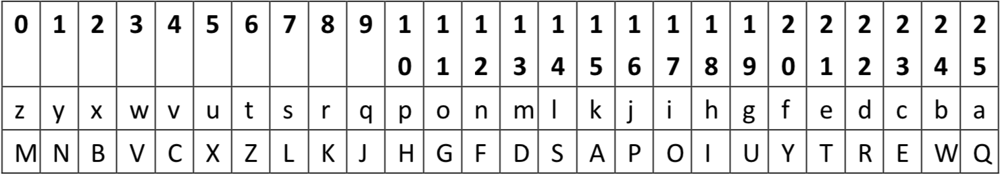 0 1 2 3 4 5 6 7 8 9 10 11 12 13 14 15 16 17 18 19 20 21 22 23 24 25
z y x w v u t s r q p o n m l k j i h g f e d c b a
M N B V C X Z L K J H G F D S A P O I U Y T R E W Q